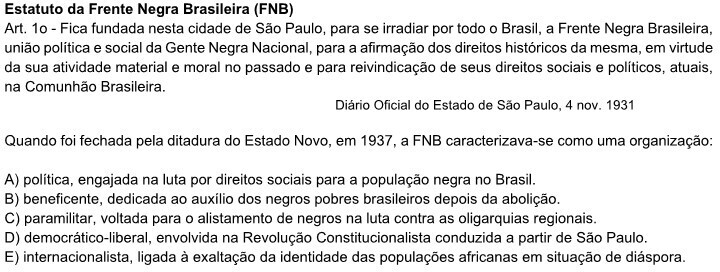 Estatuto da Frente Negra Brasileira (FNB)
Art. 1o - Fica fundada nesta cidade de São Paulo, para se irradiar por todo o Brasil, a Frente Negra Brasileira,
união política e social da Gente Negra Nacional, para a afirmação dos direitos históricos da mesma, em virtude
da sua atividade material e moral no passado e para reivindicação de seus direitos sociais e políticos, atuais,
na Comunhão Brasileira.
Diário Oficial do Estado de São Paulo, 4 nov. 1931
Quando foi fechada pela ditadura do Estado Novo, em 1937, a FNB caracterizava-se como uma organização:
A) política, engajada na luta por direitos sociais para a população negra no Brasil.
B) beneficente, dedicada ao auxílio dos negros pobres brasileiros depois da abolição.
C) paramilitar, voltada para o alistamento de negros na luta contra as oligarquias regionais.
D) democrático-liberal, envolvida na Revolução Constitucionalista conduzida a partir de São Paulo.
E) internacionalista, ligada à exaltação da identidade das populações africanas em situação de diáspora.